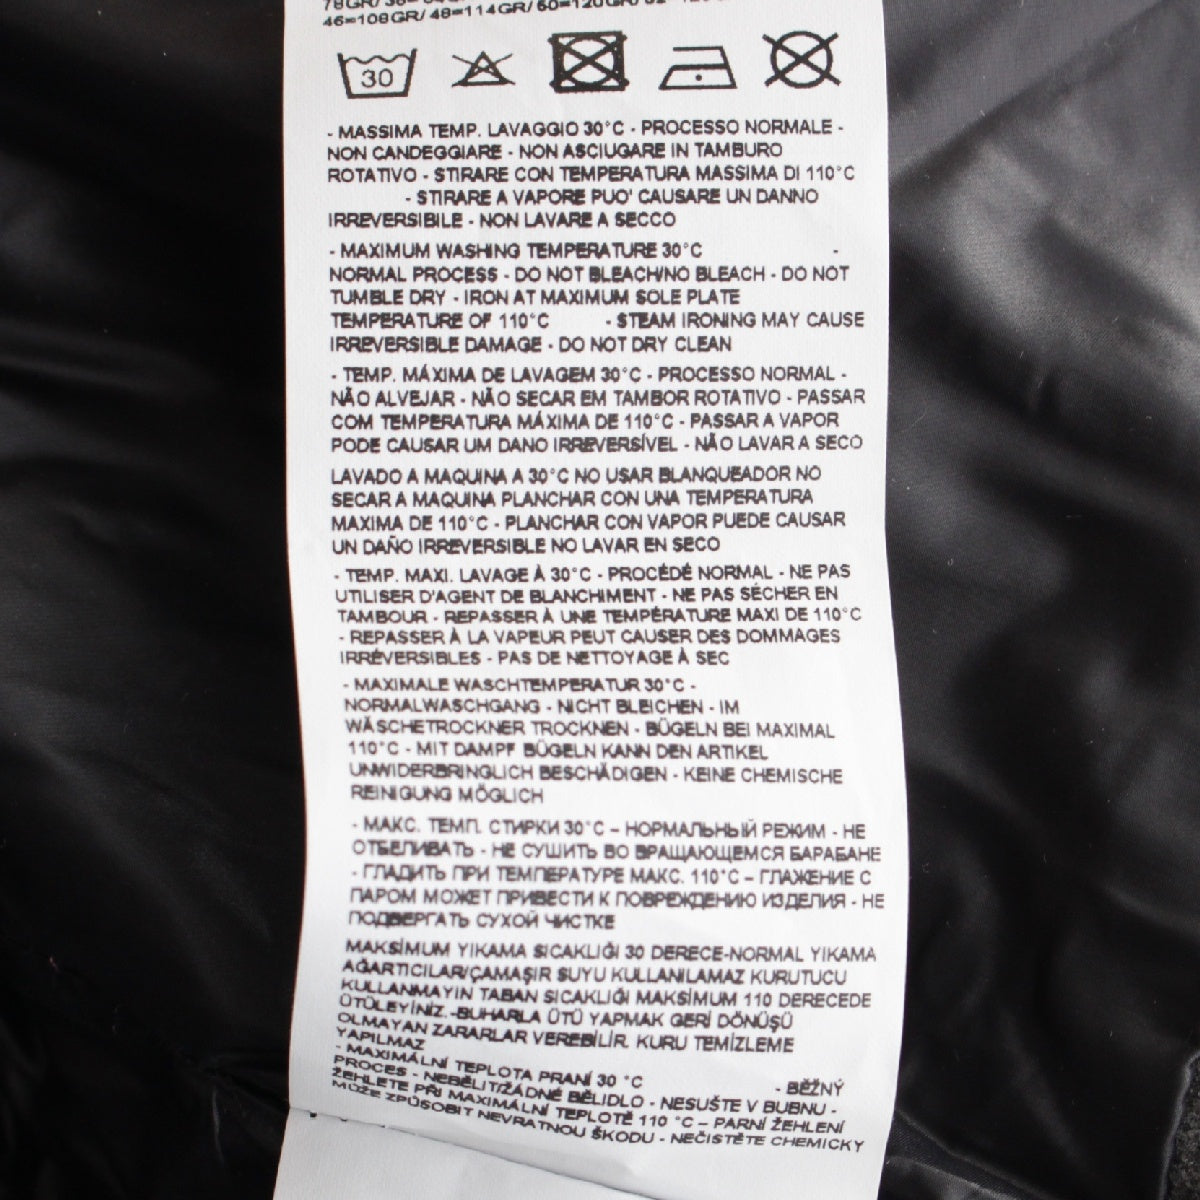 46=108GR/ 48=114GR/ 50=120GR/
30
- MASSIMA TEMP. LAVAGGIO 30°C - PROCESSO NORMALE -
NON CANDEGGIARE - NON ASCIUGARE IN TAMBURO
ROTATIVO - STIRARE CON TEMPERATURA MASSIMA DI 110°C
- STIRARE A VAPORE PUO' CAUSARE UN DANNO
IRREVERSIBILE - NON LAVARE A SECCO
- MAXIMUM WASHING TEMPERATURE 30°C -
NORMAL PROCESS - DO NOT BLEACH/NO BLEACH - DO NOT
TUMBLE DRY - IRON AT MAXIMUM SOLE PLATE
TEMPERATURE OF 110°C - STEAM IRONING MAY CAUSE
IRREVERSIBLE DAMAGE - DO NOT DRY CLEAN
- TEMP. MÁXIMA DE LAVAGEM 30°C - PROCESSO NORMAL -
NÃO ALVEJAR - NÃO SECAR EM TAMBOR ROTATIVO - PASSAR
COM TEMPERATURA MÁXIMA DE 110°C - PASSAR A VAPOR
PODE CAUSAR UM DANO IRREVERSÍVEL - NÃO LAVAR A SECO
LAVADO A MAQUINA A 30°C NO USAR BLANQUEADOR NO
SECAR A MAQUINA PLANCHAR CON UNA TEMPERATURA
MAXIMA DE 110°C - PLANCHAR CON VAPOR PUEDE CAUSAR
UN DAÑO IRREVERSIBLE NO LAVAR EN SECO
- TEMP. MAXI. LAVAGE À 30°C - PROCÉDÉ NORMAL - NE PAS
UTILISER D'AGENT DE BLANCHIMENT - NE PAS SÉCHER EN
TAMBOUR - REPASSER À UNE TEMPÉRATURE MAXI DE 110°C
- REPASSER À LA VAPEUR PEUT CAUSER DES DOMMAGES
IRRÉVERSIBLES - PAS DE NETTOYAGE À SEC
- MAXIMALE WASCHTEMPERATUR 30°C -
NORMALWASCHGANG - NICHT BLEICHEN - IM
WÄSCHETROCKNER TROCKNEN - BÜGELN BEI MAXIMAL
110°C - MIT DAMPF BÜGELN KANN DEN ARTIKEL
UNWIDERBRINGLICH BESCHÄDIGEN - KEINE CHEMISCHE
REINIGUNG MÖGLICH
- МАКС. ТЕМП. СТИРКИ 30°C – НОРМАЛЬНЫЙ РЕЖИМ - НЕ
ОТБЕЛИВАТЬ - НЕ СУШИТЬ ВО ВРАЩАЮЩЕМСЯ БАРАБАНЕ
- ГЛАДИТЬ ПРИ ТЕМПЕРАТУРЕ МАКС. 110°C – ГЛАЖЕНИЕ С
ПАРОМ МОЖЕТ ПРИВЕСТИ К ПОВРЕЖДЕНИЮ ИЗДЕЛИЯ - НЕ
ПОДВЕРГАТЬ СУХОЙ ЧИСТКЕ
MAKSİMUM YIKAMA SICAKLIĞI 30 DERECE-NORMAL YIKAMA
AĞARTICILAR/ÇAMAŞIR SUYU KULLANILAMAZ KURUTUCU
KULLANMAYIN TABAN SICAKLIĞI MAKSİMUM 110 DERECEDE
ÜTÜLEYİNİZ.-BUHARLA ÜTÜ YAPMAK GERİ DÖNÜŞÜ
OLMAYAN ZARARLAR VEREBİLİR. KURU TEMİZLEME
YAPILMAZ
- MAXIMÁLNÍ TEPLOTA PRANÍ 30 °C - BĚŽNÝ
PROCES - NEBĚLIT/ŽÁDNÉ BĚLIDLO - NESUŠTE V BUBNU -
ŽEHLETE PŘI MAXIMÁLNÍ TEPLOTĚ 110 °C – PARNÍ ŽEHLENÍ
MŮŽE ZPŮSOBIT NEVRATNOU ŠKODU - NEČISTĚTE CHEMICKY